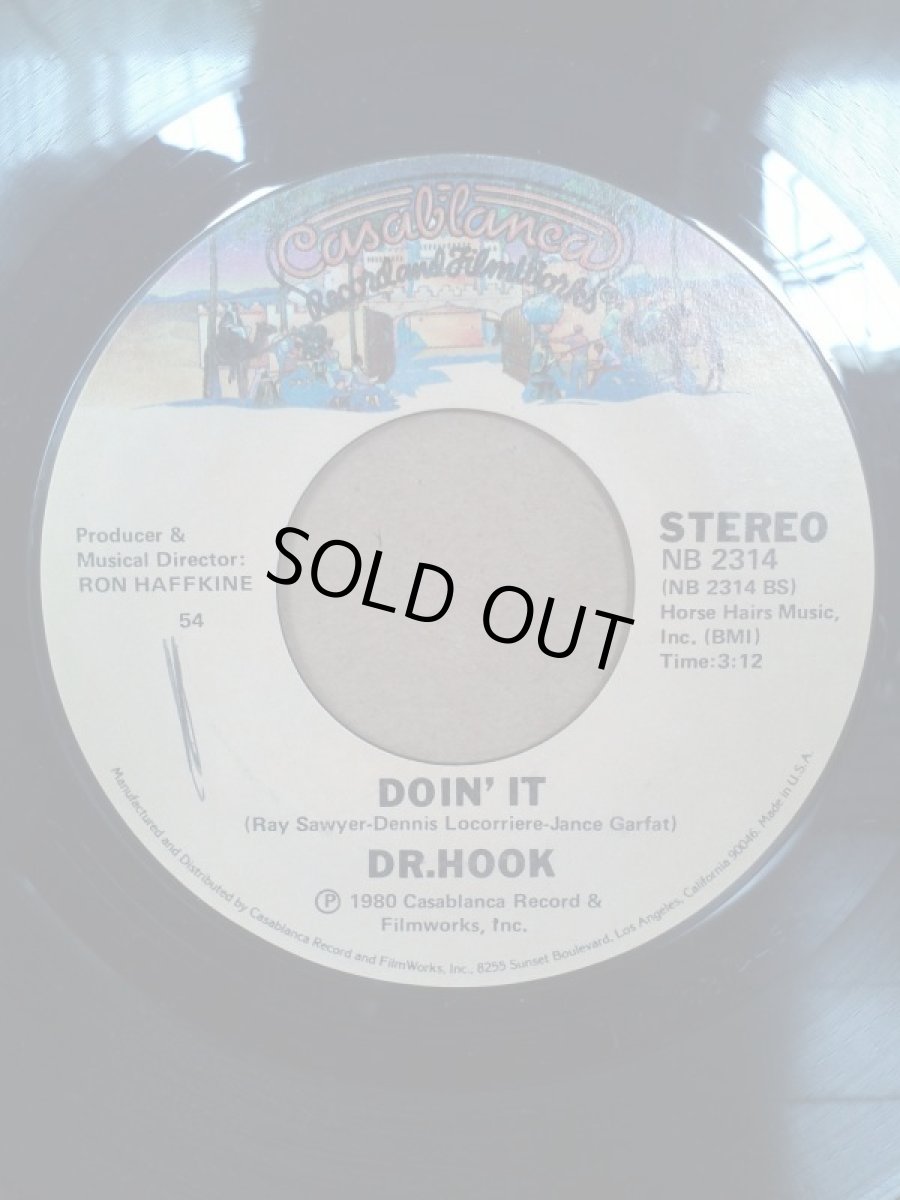 Casablanca
Record and FilmWorks
Producer &
Musical Director:
RON HAFFKINE
54
STEREO
NB 2314
(NB 2314 BS)
Horse Hairs Music,
Inc. (BMI)
Time:3:12
SOLD OUT
DOIN' IT
(Ray Sawyer-Dennis Locorriere-Jance Garfat)
DR.HOOK
Ⓟ 1980 Casablanca Record &
Filmworks, Inc.
Manufactured and Distributed by Casablanca Record and FilmWorks, Inc., 8255 Sunset Boulevard, Los Angeles, California 90046. Made in U.S.A.